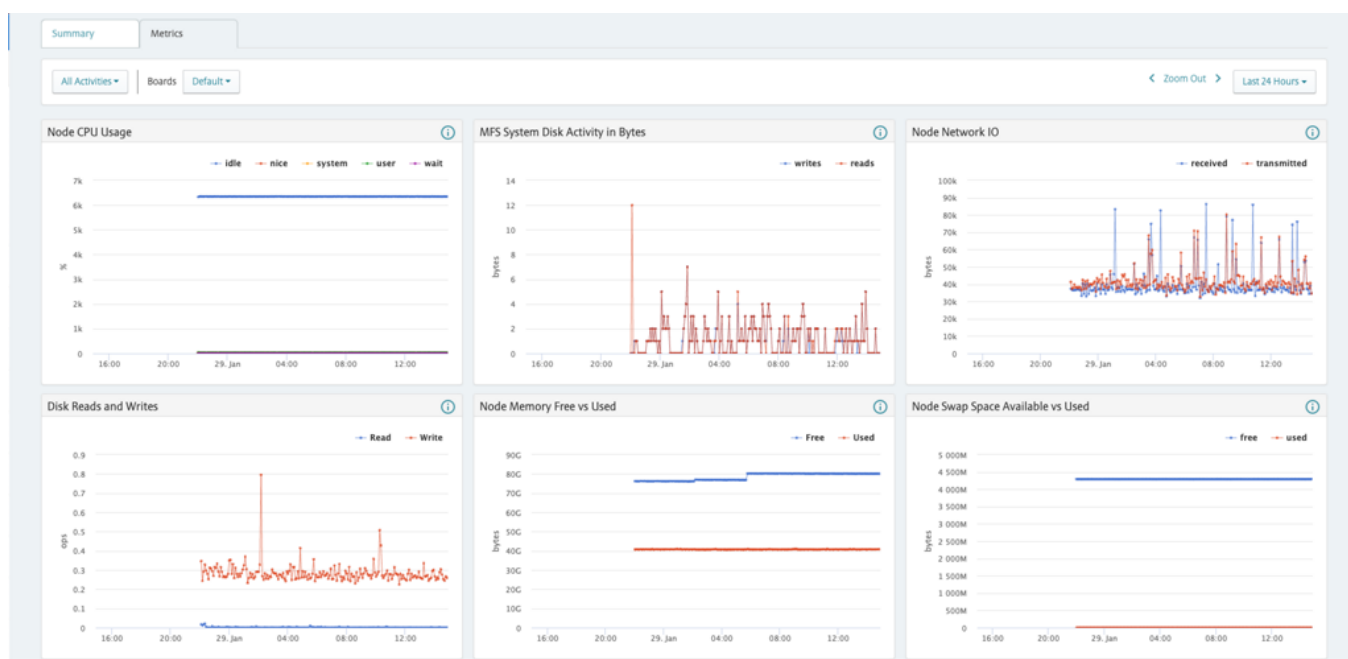 Summary Metrics
All Activities Boards Default Zoom Out Last 24 Hours
Node CPU Usage
idle nice system user wait
7k
6k
5k
4k
3k
2k
1k
0
%
16:00 20:00 29. Jan 04:00 08:00 12:00
MFS System Disk Activity in Bytes
writes reads
14
12
10
8
6
4
2
0
bytes
16:00 20:00 29. Jan 04:00 08:00 12:00
Node Network IO
received transmitted
100k
90k
80k
70k
60k
50k
40k
30k
20k
10k
0
bytes
16:00 20:00 29. Jan 04:00 08:00 12:00
Disk Reads and Writes
Read Write
0.9
0.8
0.7
0.6
0.5
0.4
0.3
0.2
0.1
0
ops
16:00 20:00 29. Jan 04:00 08:00 12:00
Node Memory Free vs Used
Free Used
90G
80G
70G
60G
50G
40G
30G
20G
10G
0
bytes
16:00 20:00 29. Jan 04:00 08:00 12:00
Node Swap Space Available vs Used
free used
5 000M
4 500M
4 000M
3 500M
3 000M
2 500M
2 000M
1 500M
1 000M
500M
0
bytes
16:00 20:00 29. Jan 04:00 08:00 12:00